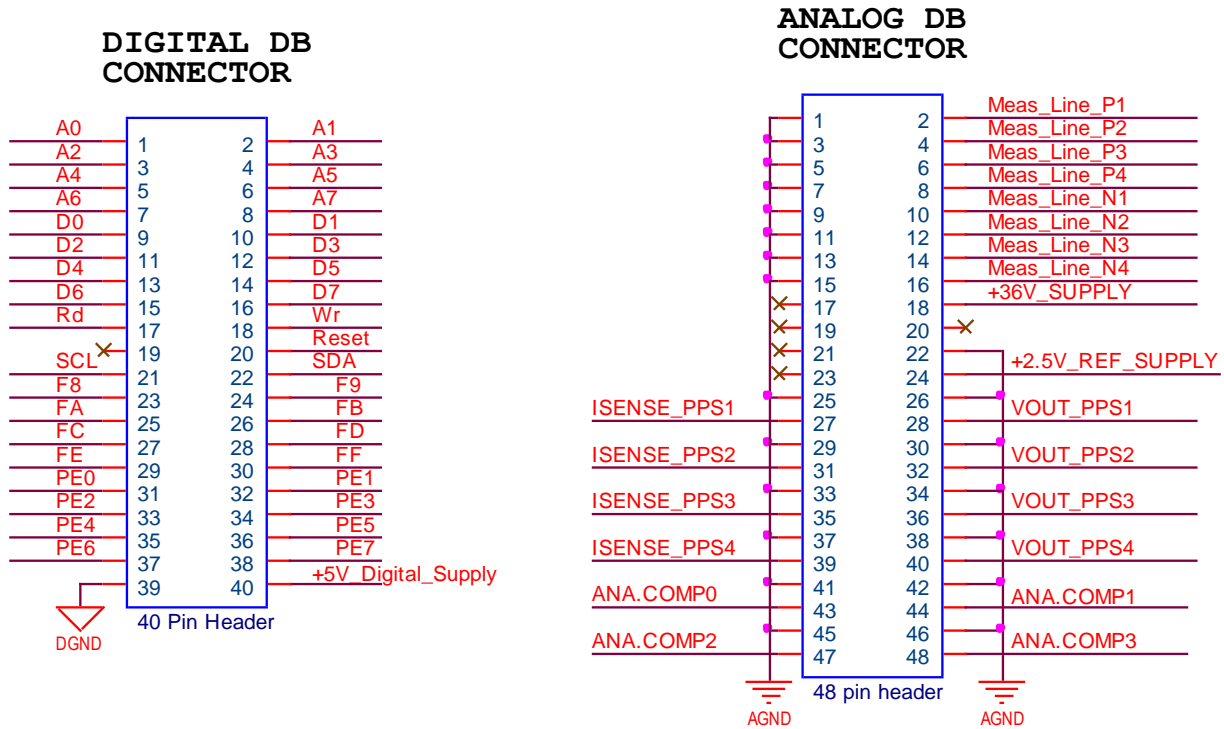 DIGITAL DB
CONNECTOR
A0 1 2 A1
A2 3 4 A3
A4 5 6 A5
A6 7 8 A7
D0 9 10 D1
D2 11 12 D3
D4 13 14 D5
D6 15 16 D7
Rd 17 18 Wr
19 20 Reset
SCL 21 22 SDA
F8 23 24 F9
FA 25 26 FB
FC 27 28 FD
FE 29 30 FF
PE0 31 32 PE1
PE2 33 34 PE3
PE4 35 36 PE5
PE6 37 38 PE7
39 40 +5V_Digital_Supply
40 Pin Header
DGND
ANALOG DB
CONNECTOR
1 2 Meas_Line_P1
3 4 Meas_Line_P2
5 6 Meas_Line_P3
7 8 Meas_Line_P4
9 10 Meas_Line_N1
11 12 Meas_Line_N2
13 14 Meas_Line_N3
15 16 Meas_Line_N4
17 18 +36V_SUPPLY
19 20
21 22
23 24 +2.5V_REF_SUPPLY
25 26
ISENSE_PPS1 27 28 VOUT_PPS1
29 30
ISENSE_PPS2 31 32 VOUT_PPS2
33 34
ISENSE_PPS3 35 36 VOUT_PPS3
37 38
ISENSE_PPS4 39 40 VOUT_PPS4
41 42
ANA.COMP0 43 44 ANA.COMP1
45 46
ANA.COMP2 47 48 ANA.COMP3
48 pin header
AGND
AGND